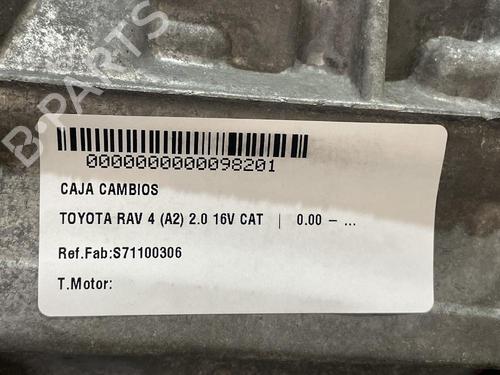 B-PARTS
0000000000098201
CAJA CAMBIOS
TOYOTA RAV 4 (A2) 2.0 16V CAT | 0.00 – ...
Ref.Fab:S71100306
T.Motor: